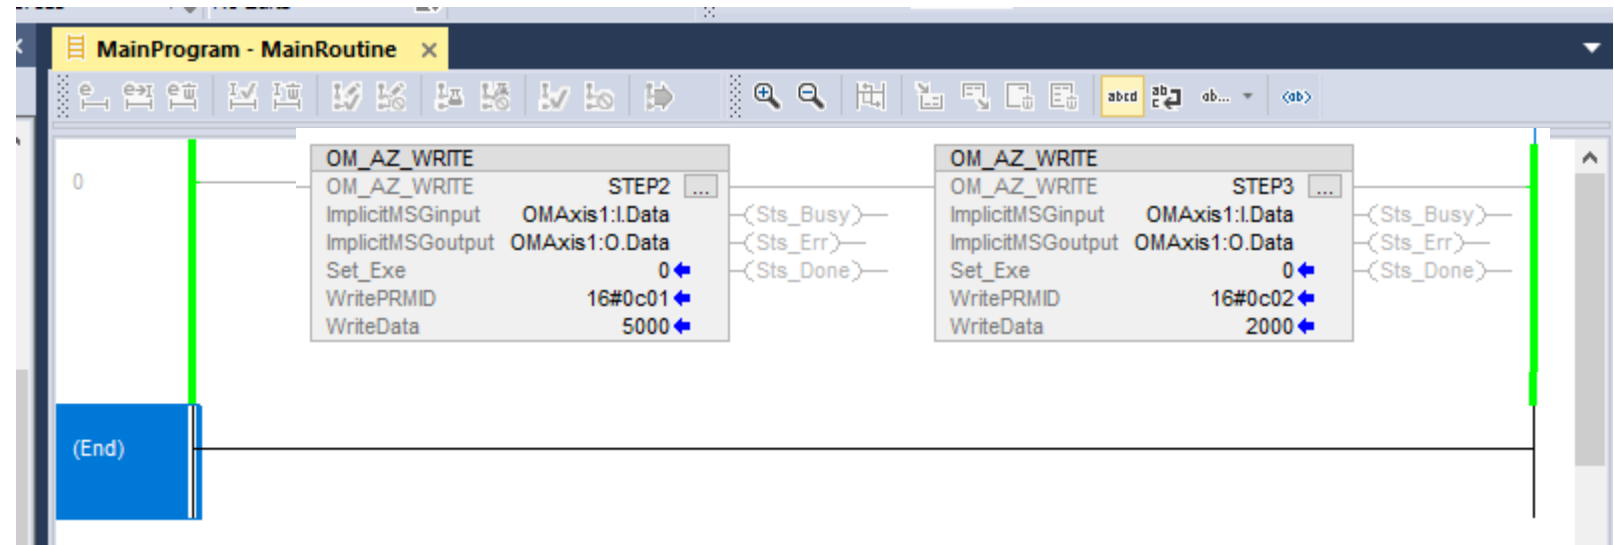 MainProgram - MainRoutine
abcd ab... <ab>
0
OM_AZ_WRITE
OM_AZ_WRITE STEP2 ...
ImplicitMSGinput OMAxis1:I.Data (Sts_Busy)
ImplicitMSGoutput OMAxis1:O.Data (Sts_Err)
Set_Exe 0 (Sts_Done)
WritePRMID 16#0c01
WriteData 5000
OM_AZ_WRITE
OM_AZ_WRITE STEP3 ...
ImplicitMSGinput OMAxis1:I.Data (Sts_Busy)
ImplicitMSGoutput OMAxis1:O.Data (Sts_Err)
Set_Exe 0 (Sts_Done)
WritePRMID 16#0c02
WriteData 2000
(End)